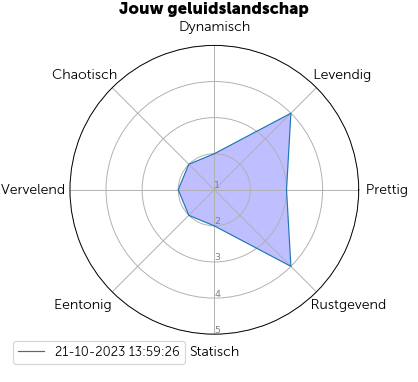 Jouw geluidslandschap
Dynamisch
Chaotisch
Levendig
Vervelend
1
Prettig
2
3
4
Eentonig
Rustgevend
5
21-10-2023 13:59:26
Statisch